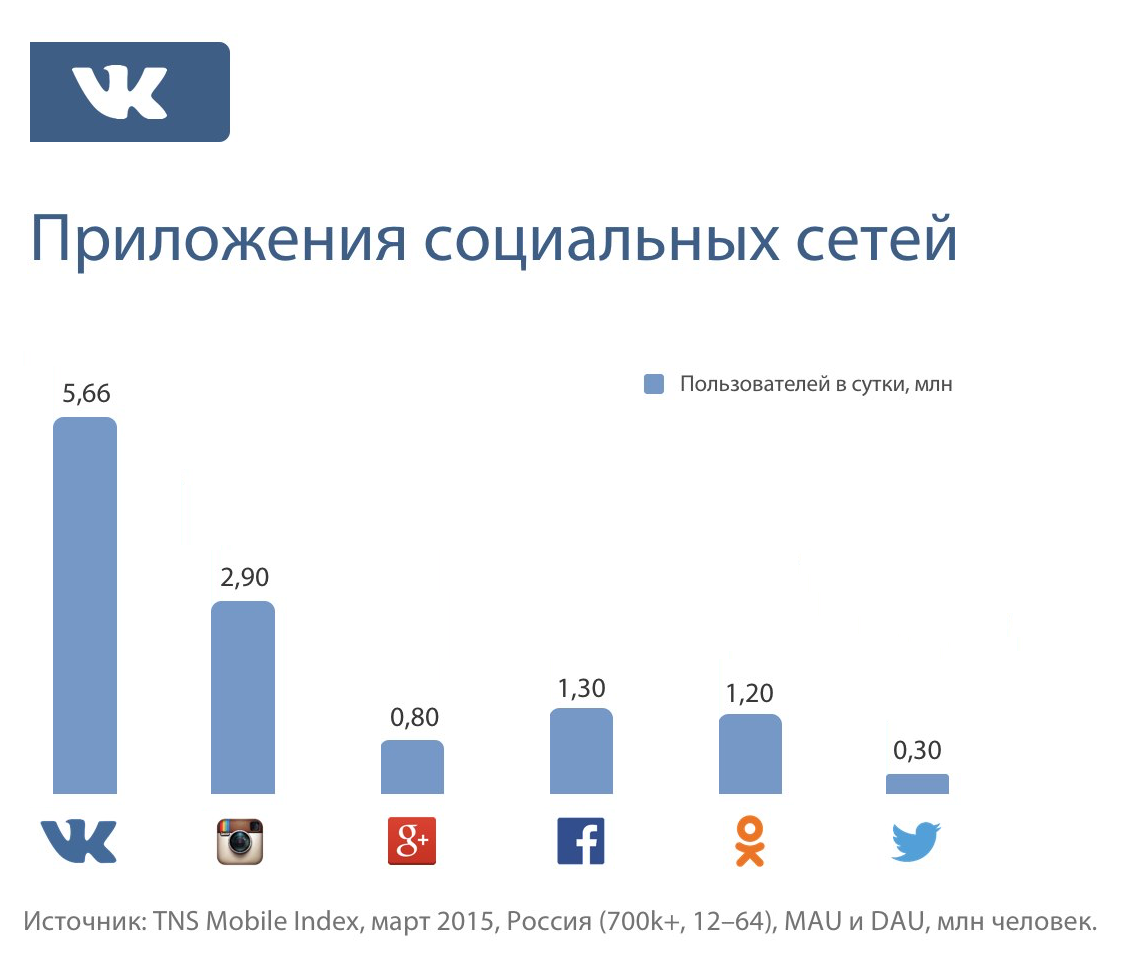 VK
Приложения социальных сетей
Пользователей в сутки, млн
5,66
2,90
0,80
1,30
1,20
0,30
VK
g+
f
Источник: TNS Mobile Index, март 2015, Россия (700k+, 12–64), MAU и DAU, млн человек.